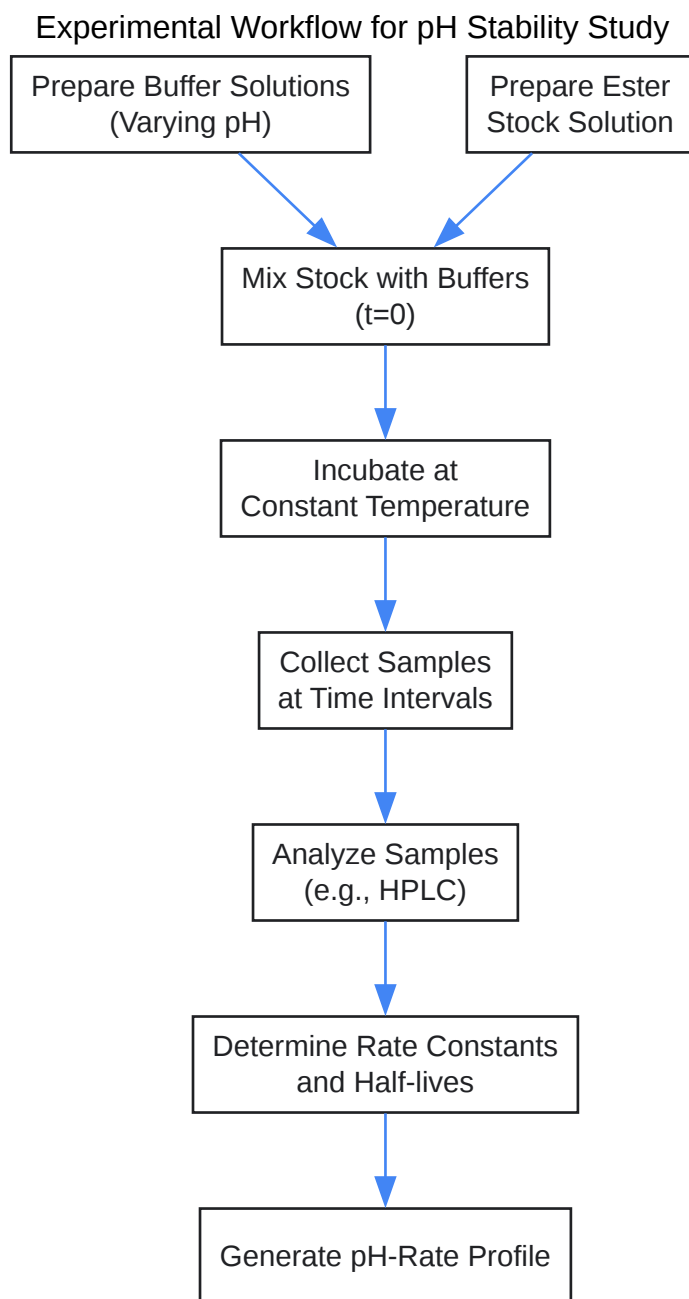 Experimental Workflow for pH Stability Study
Prepare Buffer Solutions
(Varying pH)
Prepare Ester
Stock Solution
Mix Stock with Buffers
(t=0)
Incubate at
Constant Temperature
Collect Samples
at Time Intervals
Analyze Samples
(e.g., HPLC)
Determine Rate Constants
and Half-lives
Generate pH-Rate Profile